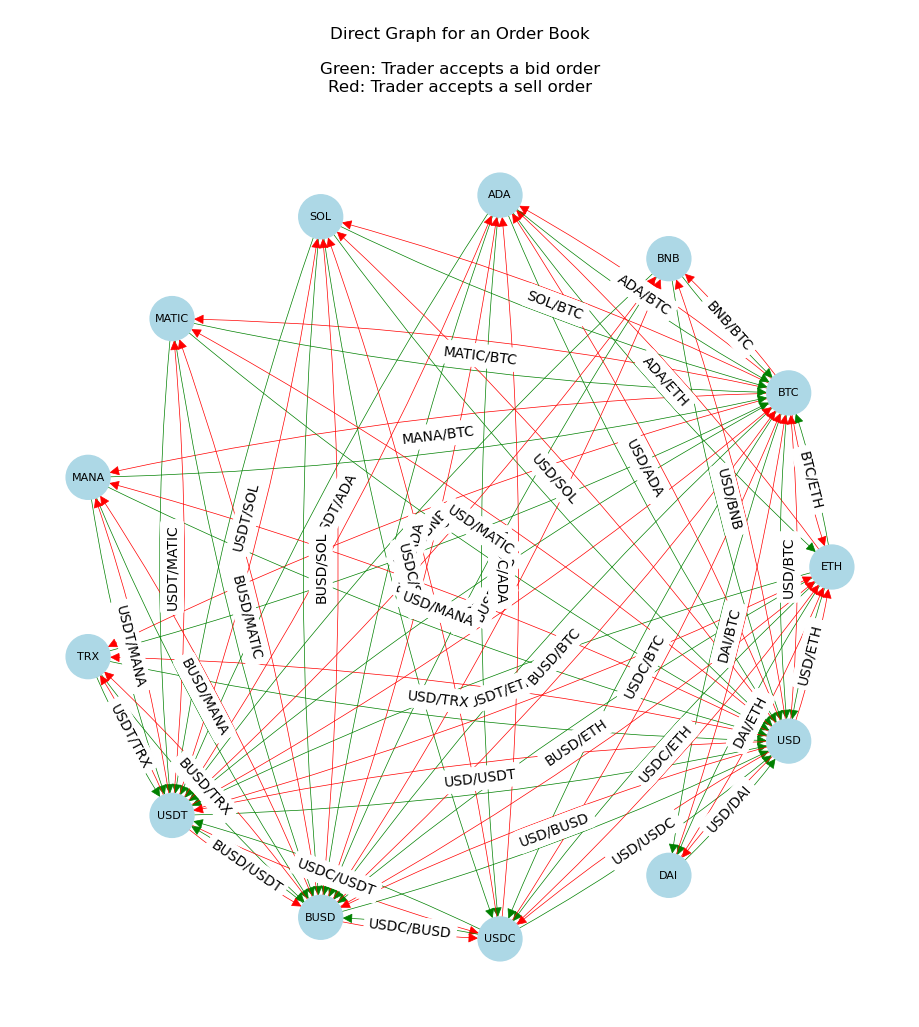 Direct Graph for an Order Book
Green: Trader accepts a bid order
Red: Trader accepts a sell order
ADA
SOL
BNB
ADA/BTC
SOL/BTC
BNB/BTC
MATIC
MATIC/BTC
ADA/ETH
BTC
MANA/BTC
MANA
USD/SOL
USD/ADA
BTC/ETH
USD/BNB
USDT/SOL
USD/MATIC
USDT/MATIC
BUSD/SOL
USD/BTC
ETH
USD/MANA
BUSD/MATIC
USDT/MANA
TRX
DAI/BTC
BUSD/BTC
USDC/BTC
USD/ETH
BUSD/MANA
USD/TRX
USDT/TRX
DAI/ETH
BUSD/ETH
USD
USDC/ETH
USD/USDT
BUSD/TRX
USDT
USD/DAI
USD/BUSD
USD/USDC
BUSD/USDT
USDC/USDT
DAI
BUSD
USDC/BUSD
USDC